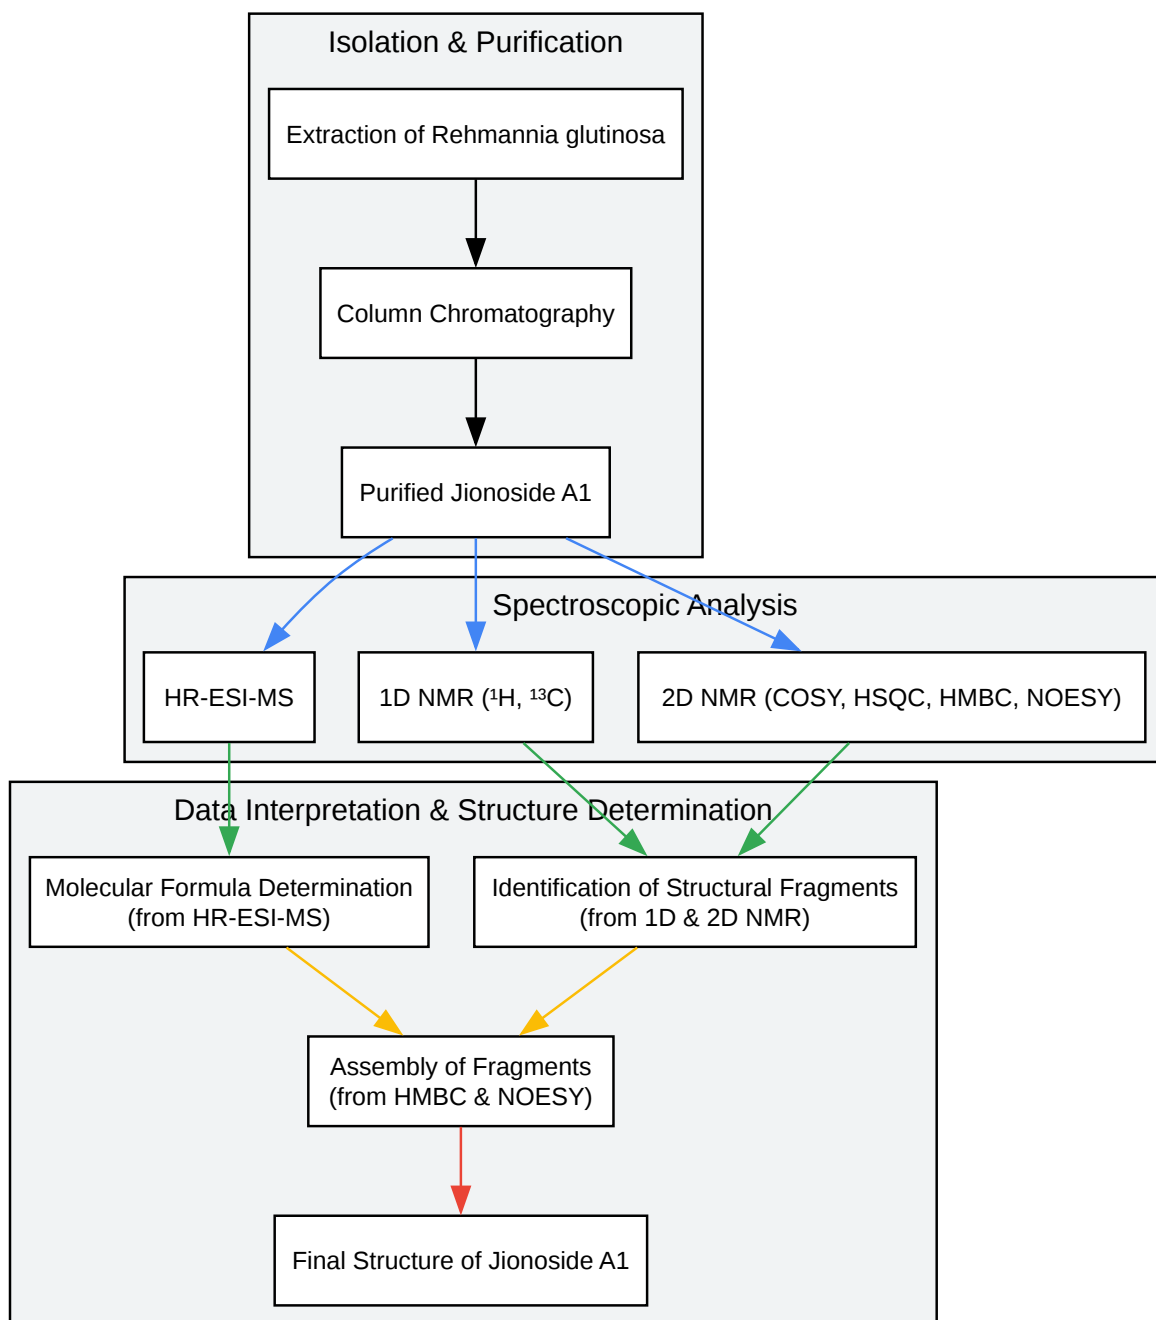 Isolation & Purification
Extraction of Rehmannia glutinosa
Column Chromatography
Purified Jionoside A1
Spectroscopic Analysis
HR-ESI-MS
1D NMR (¹H, ¹³C)
2D NMR (COSY, HSQC, HMBC, NOESY)
Data Interpretation & Structure Determination
Molecular Formula Determination
(from HR-ESI-MS)
Identification of Structural Fragments
(from 1D & 2D NMR)
Assembly of Fragments
(from HMBC & NOESY)
Final Structure of Jionoside A1